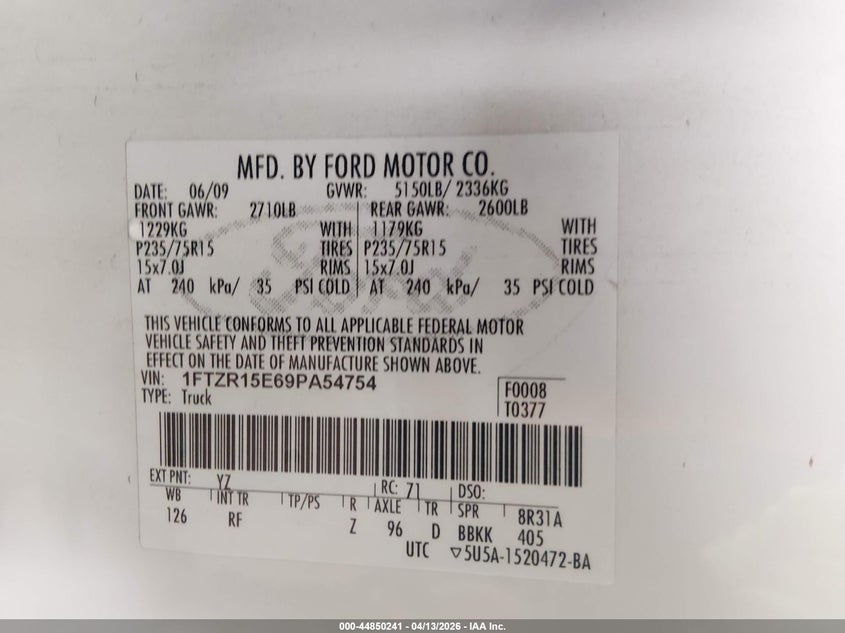 MFD. BY FORD MOTOR CO.
DATE: 06/09 GVWR: 5150LB/ 2336KG
FRONT GAWR: 2710LB REAR GAWR: 2600LB
1229KG WITH 1179KG WITH
P235/75R15 TIRES P235/75R15 TIRES
15x7.0J RIMS 15x7.0J RIMS
AT 240 kPa/ 35 PSI COLD AT 240 kPa/ 35 PSI COLD
THIS VEHICLE CONFORMS TO ALL APPLICABLE FEDERAL MOTOR
VEHICLE SAFETY AND THEFT PREVENTION STANDARDS IN
EFFECT ON THE DATE OF MANUFACTURE SHOWN ABOVE.
VIN: 1FTZR15E69PA54754 F0008
TYPE: Truck T0377
EXT PNT: YZ RC: 71 DSO:
WB INT TR TP/PS R AXLE TR SPR 8R31A
126 RF Z 96 D BBKK 405
UTC ▽5U5A-1520472-BA
000-44850241 - 04/13/2026 - IAA Inc.